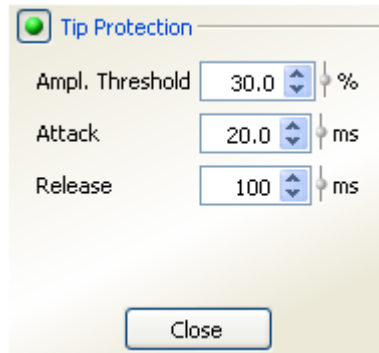 Tip Protection
Ampl. Threshold 30.0 %
Attack 20.0 ms
Release 100 ms
Close